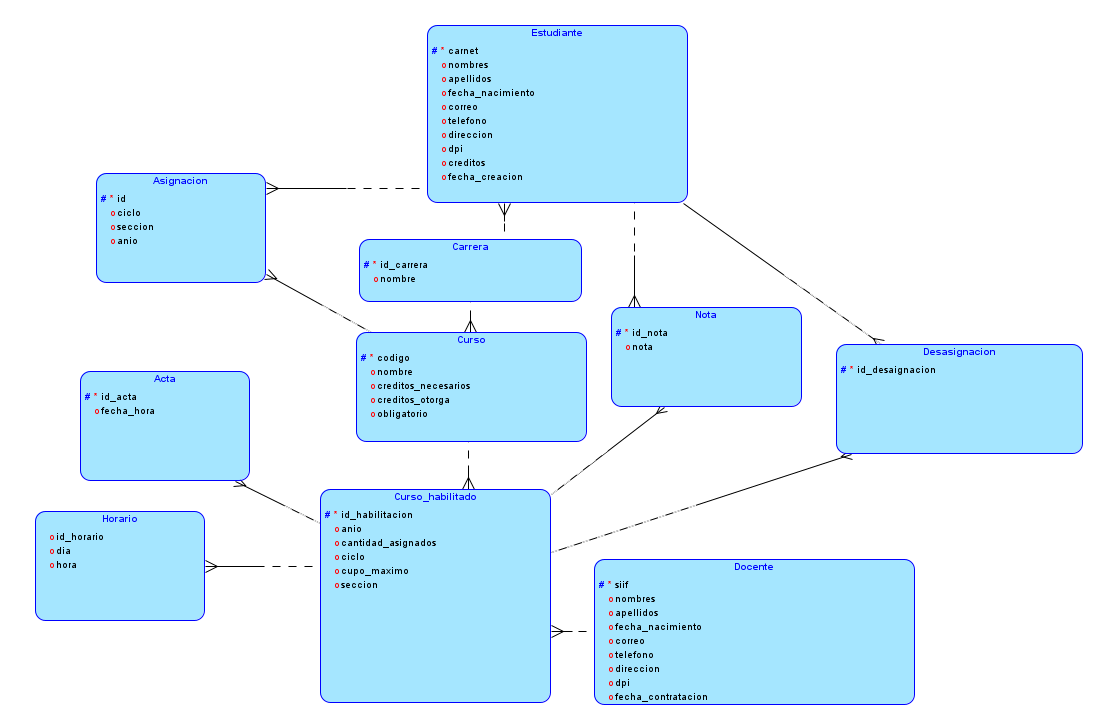 Estudiante
# * carnet
o nombres
o apellidos
o fecha_nacimiento
o correo
o telefono
o direccion
o dpi
o creditos
o fecha_creacion
Asignacion
# * id
o ciclo
o seccion
o anio
Carrera
# * id_carrera
o nombre
Nota
# * id_nota
o nota
Curso
# * codigo
o nombre
o creditos_necesarios
o creditos_otorga
o obligatorio
Desasignacion
# * id_desaignacion
Acta
# * id_acta
o fecha_hora
Curso_habilitado
# * id_habilitacion
o anio
o cantidad_asignados
o ciclo
o cupo_maximo
o seccion
Horario
o id_horario
o dia
o hora
Docente
# * siif
o nombres
o apellidos
o fecha_nacimiento
o correo
o telefono
o direccion
o dpi
o fecha_contratacion